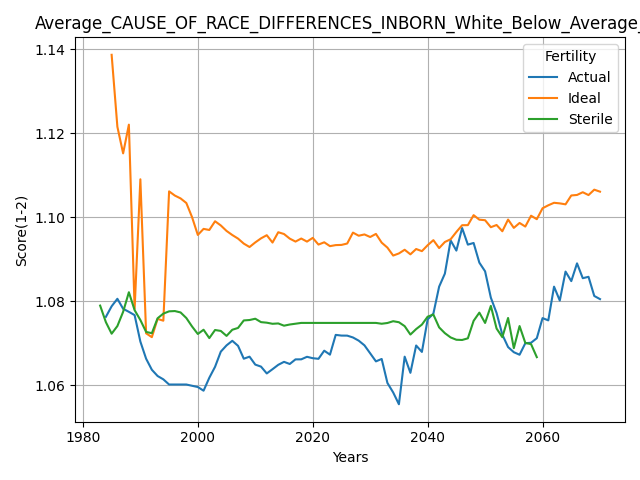 Average_CAUSE_OF_RACE_DIFFERENCES_INBORN_White_Below_Average_
Fertility
Actual
Ideal
Sterile
1.14
1.12
1.10
1.08
1.06
Score(1-2)
1980
2000
2020
2040
2060
Years